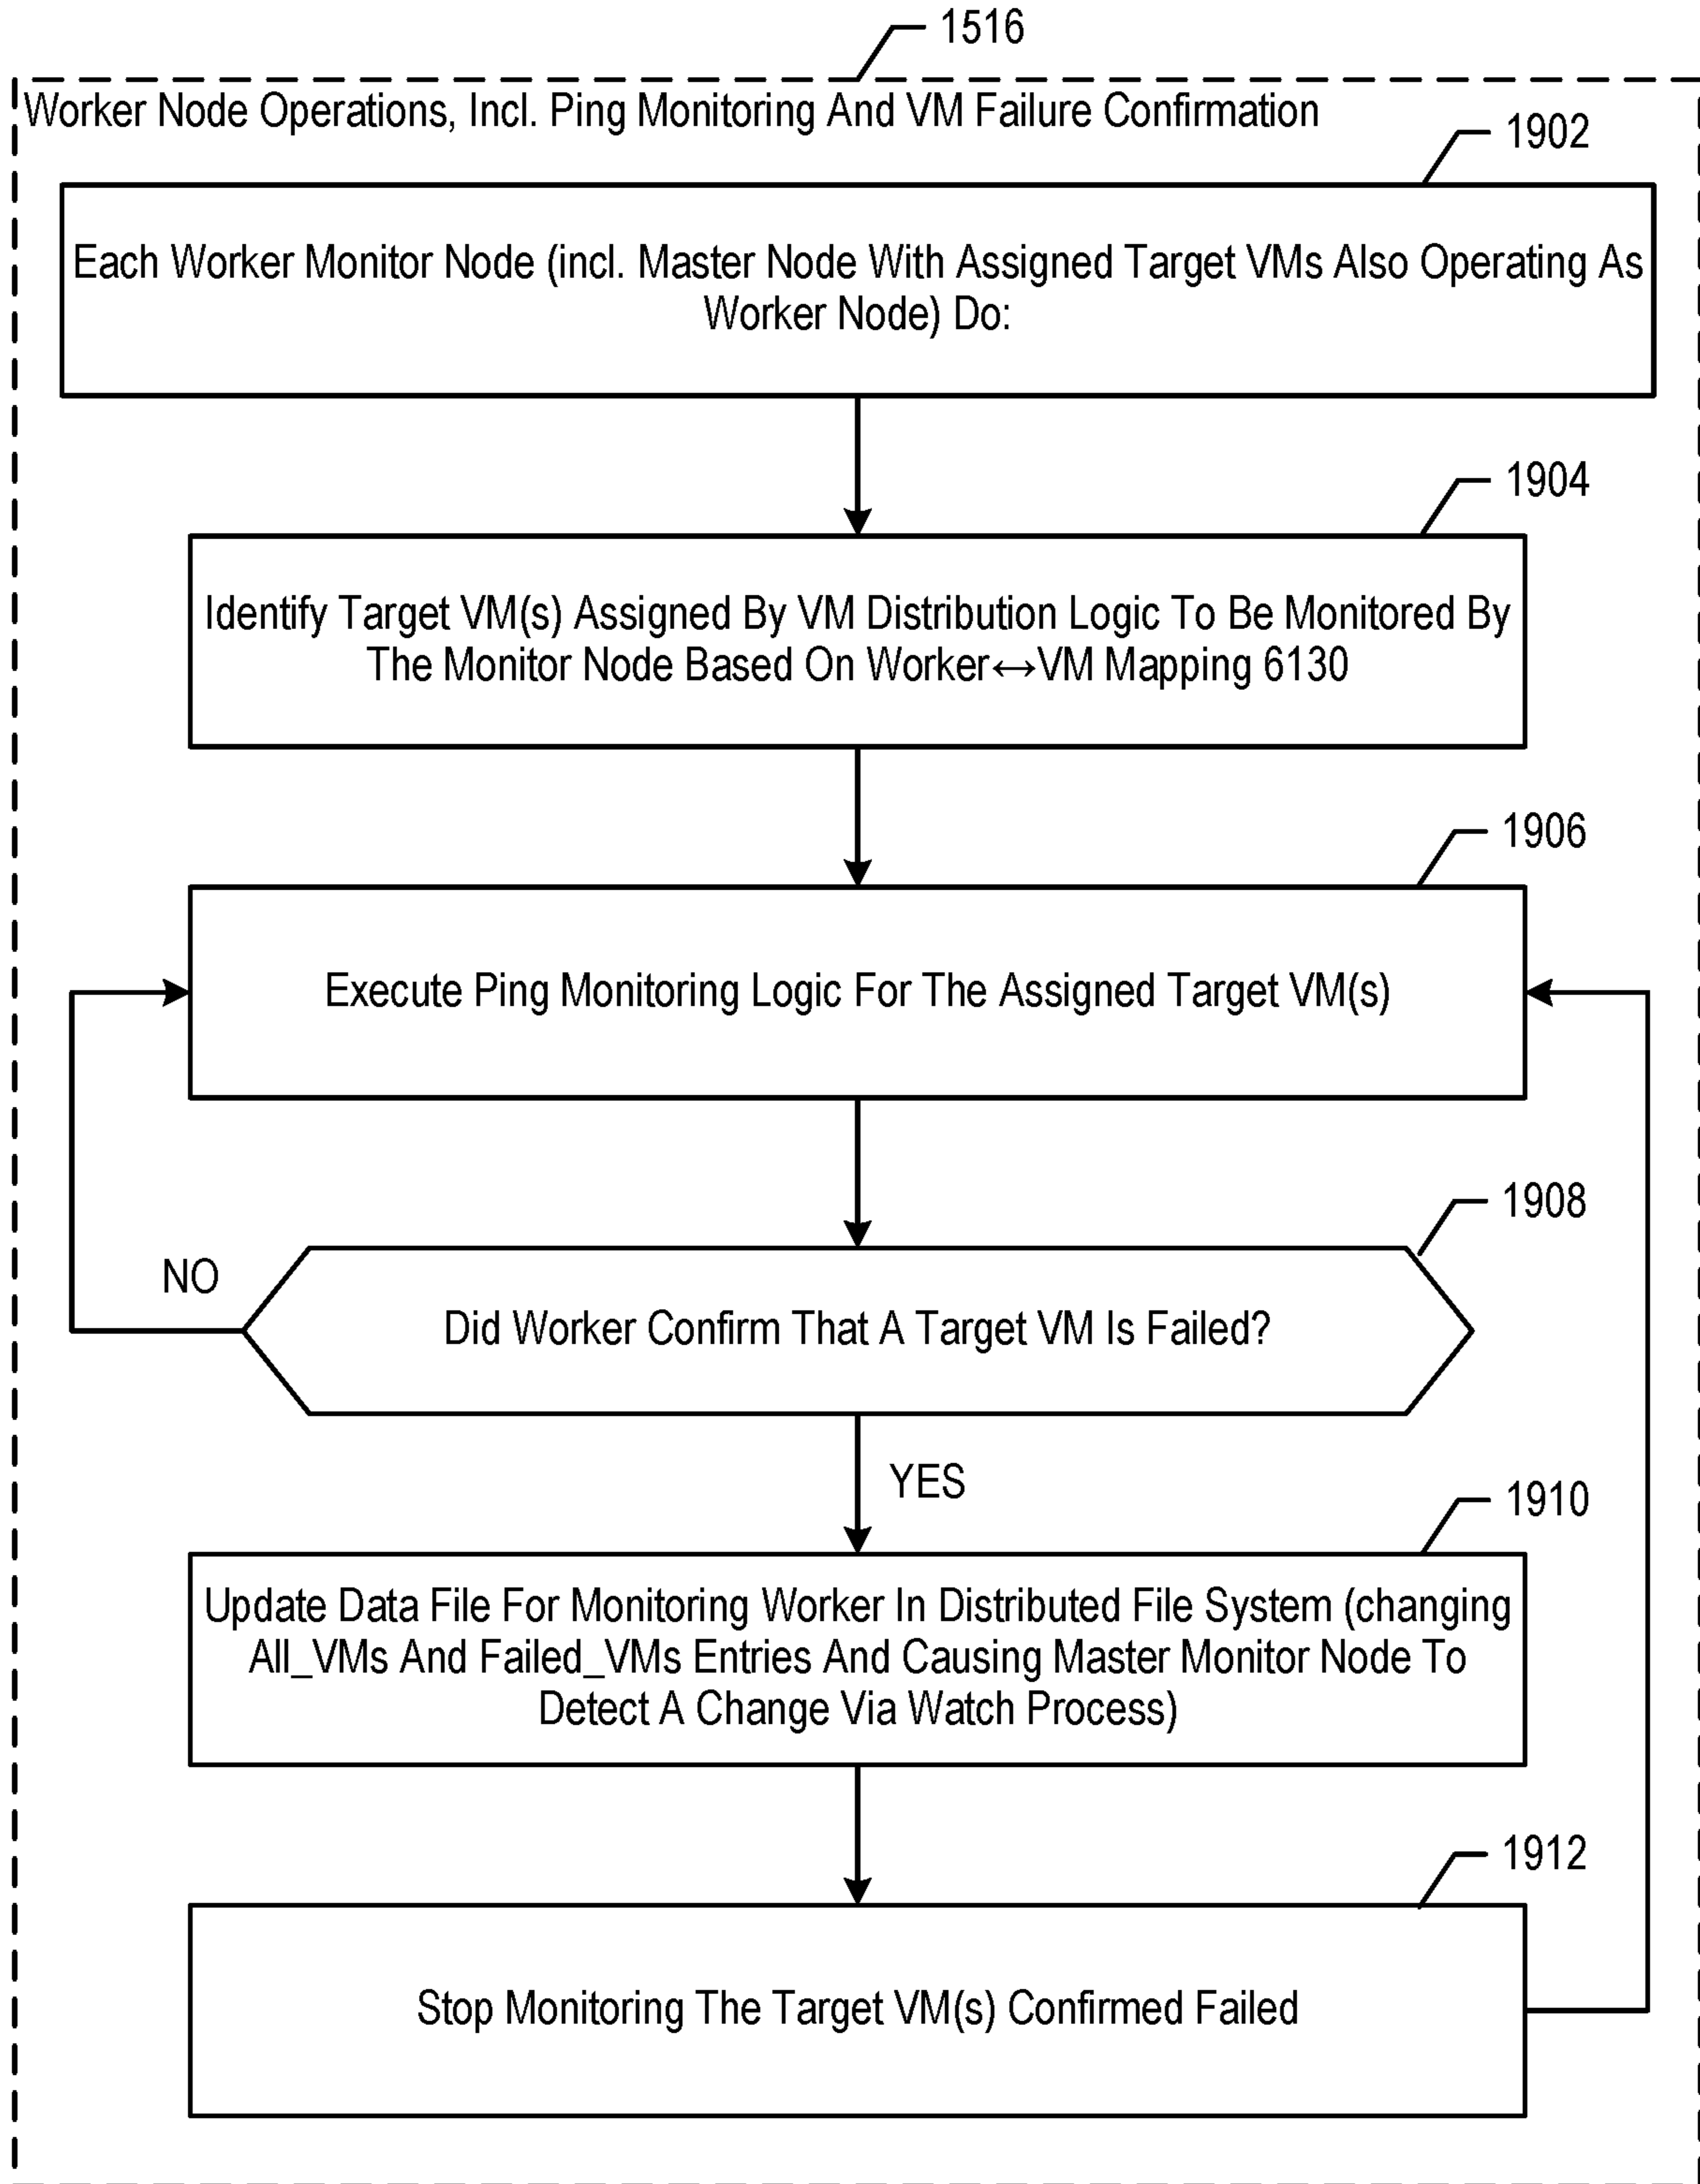 1516
Worker Node Operations, Incl. Ping Monitoring And VM Failure Confirmation
1902
Each Worker Monitor Node (incl. Master Node With Assigned Target VMs Also Operating As
Worker Node) Do:
1904
Identify Target VM(s) Assigned By VM Distribution Logic To Be Monitored By
The Monitor Node Based On Worker↔VM Mapping 6130
1906
Execute Ping Monitoring Logic For The Assigned Target VM(s)
1908
NO
Did Worker Confirm That A Target VM Is Failed?
YES
1910
Update Data File For Monitoring Worker In Distributed File System (changing
All_VMs And Failed_VMs Entries And Causing Master Monitor Node To
Detect A Change Via Watch Process)
1912
Stop Monitoring The Target VM(s) Confirmed Failed